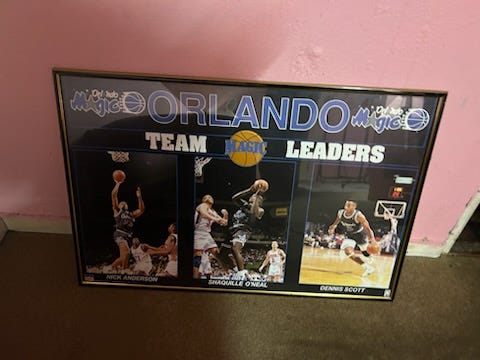 Orlando Magic
ORLANDO
Orlando Magic
TEAM MAGIC LEADERS
NICK ANDERSON
SHAQUILLE O'NEAL
DENNIS SCOTT